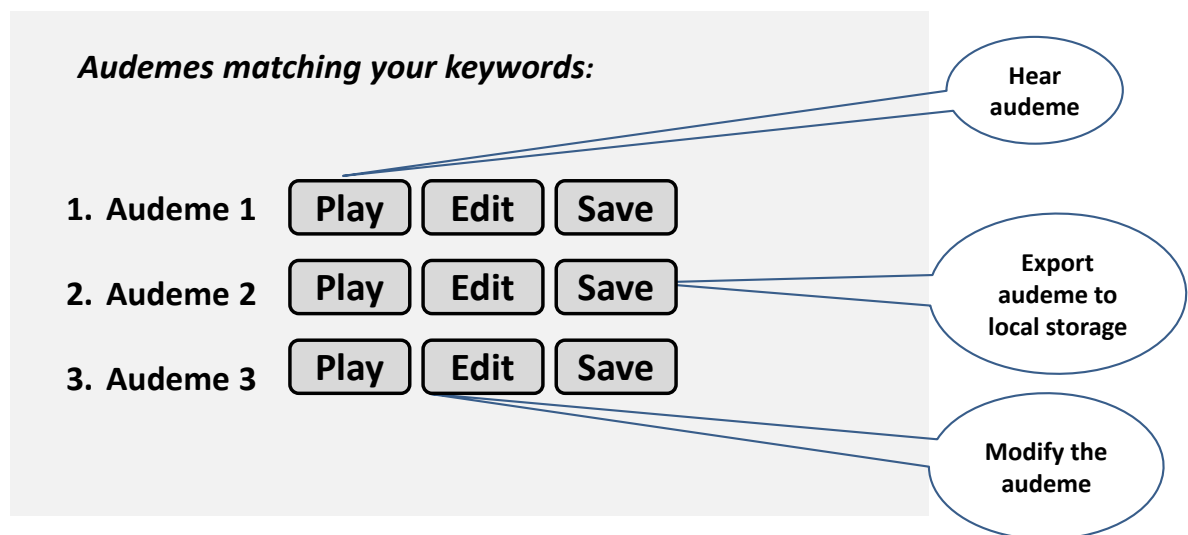 Audemes matching your keywords:
Hear
audeme
1. Audeme 1 Play Edit Save
2. Audeme 2 Play Edit Save
Export
audeme to
local storage
3. Audeme 3 Play Edit Save
Modify the
audeme